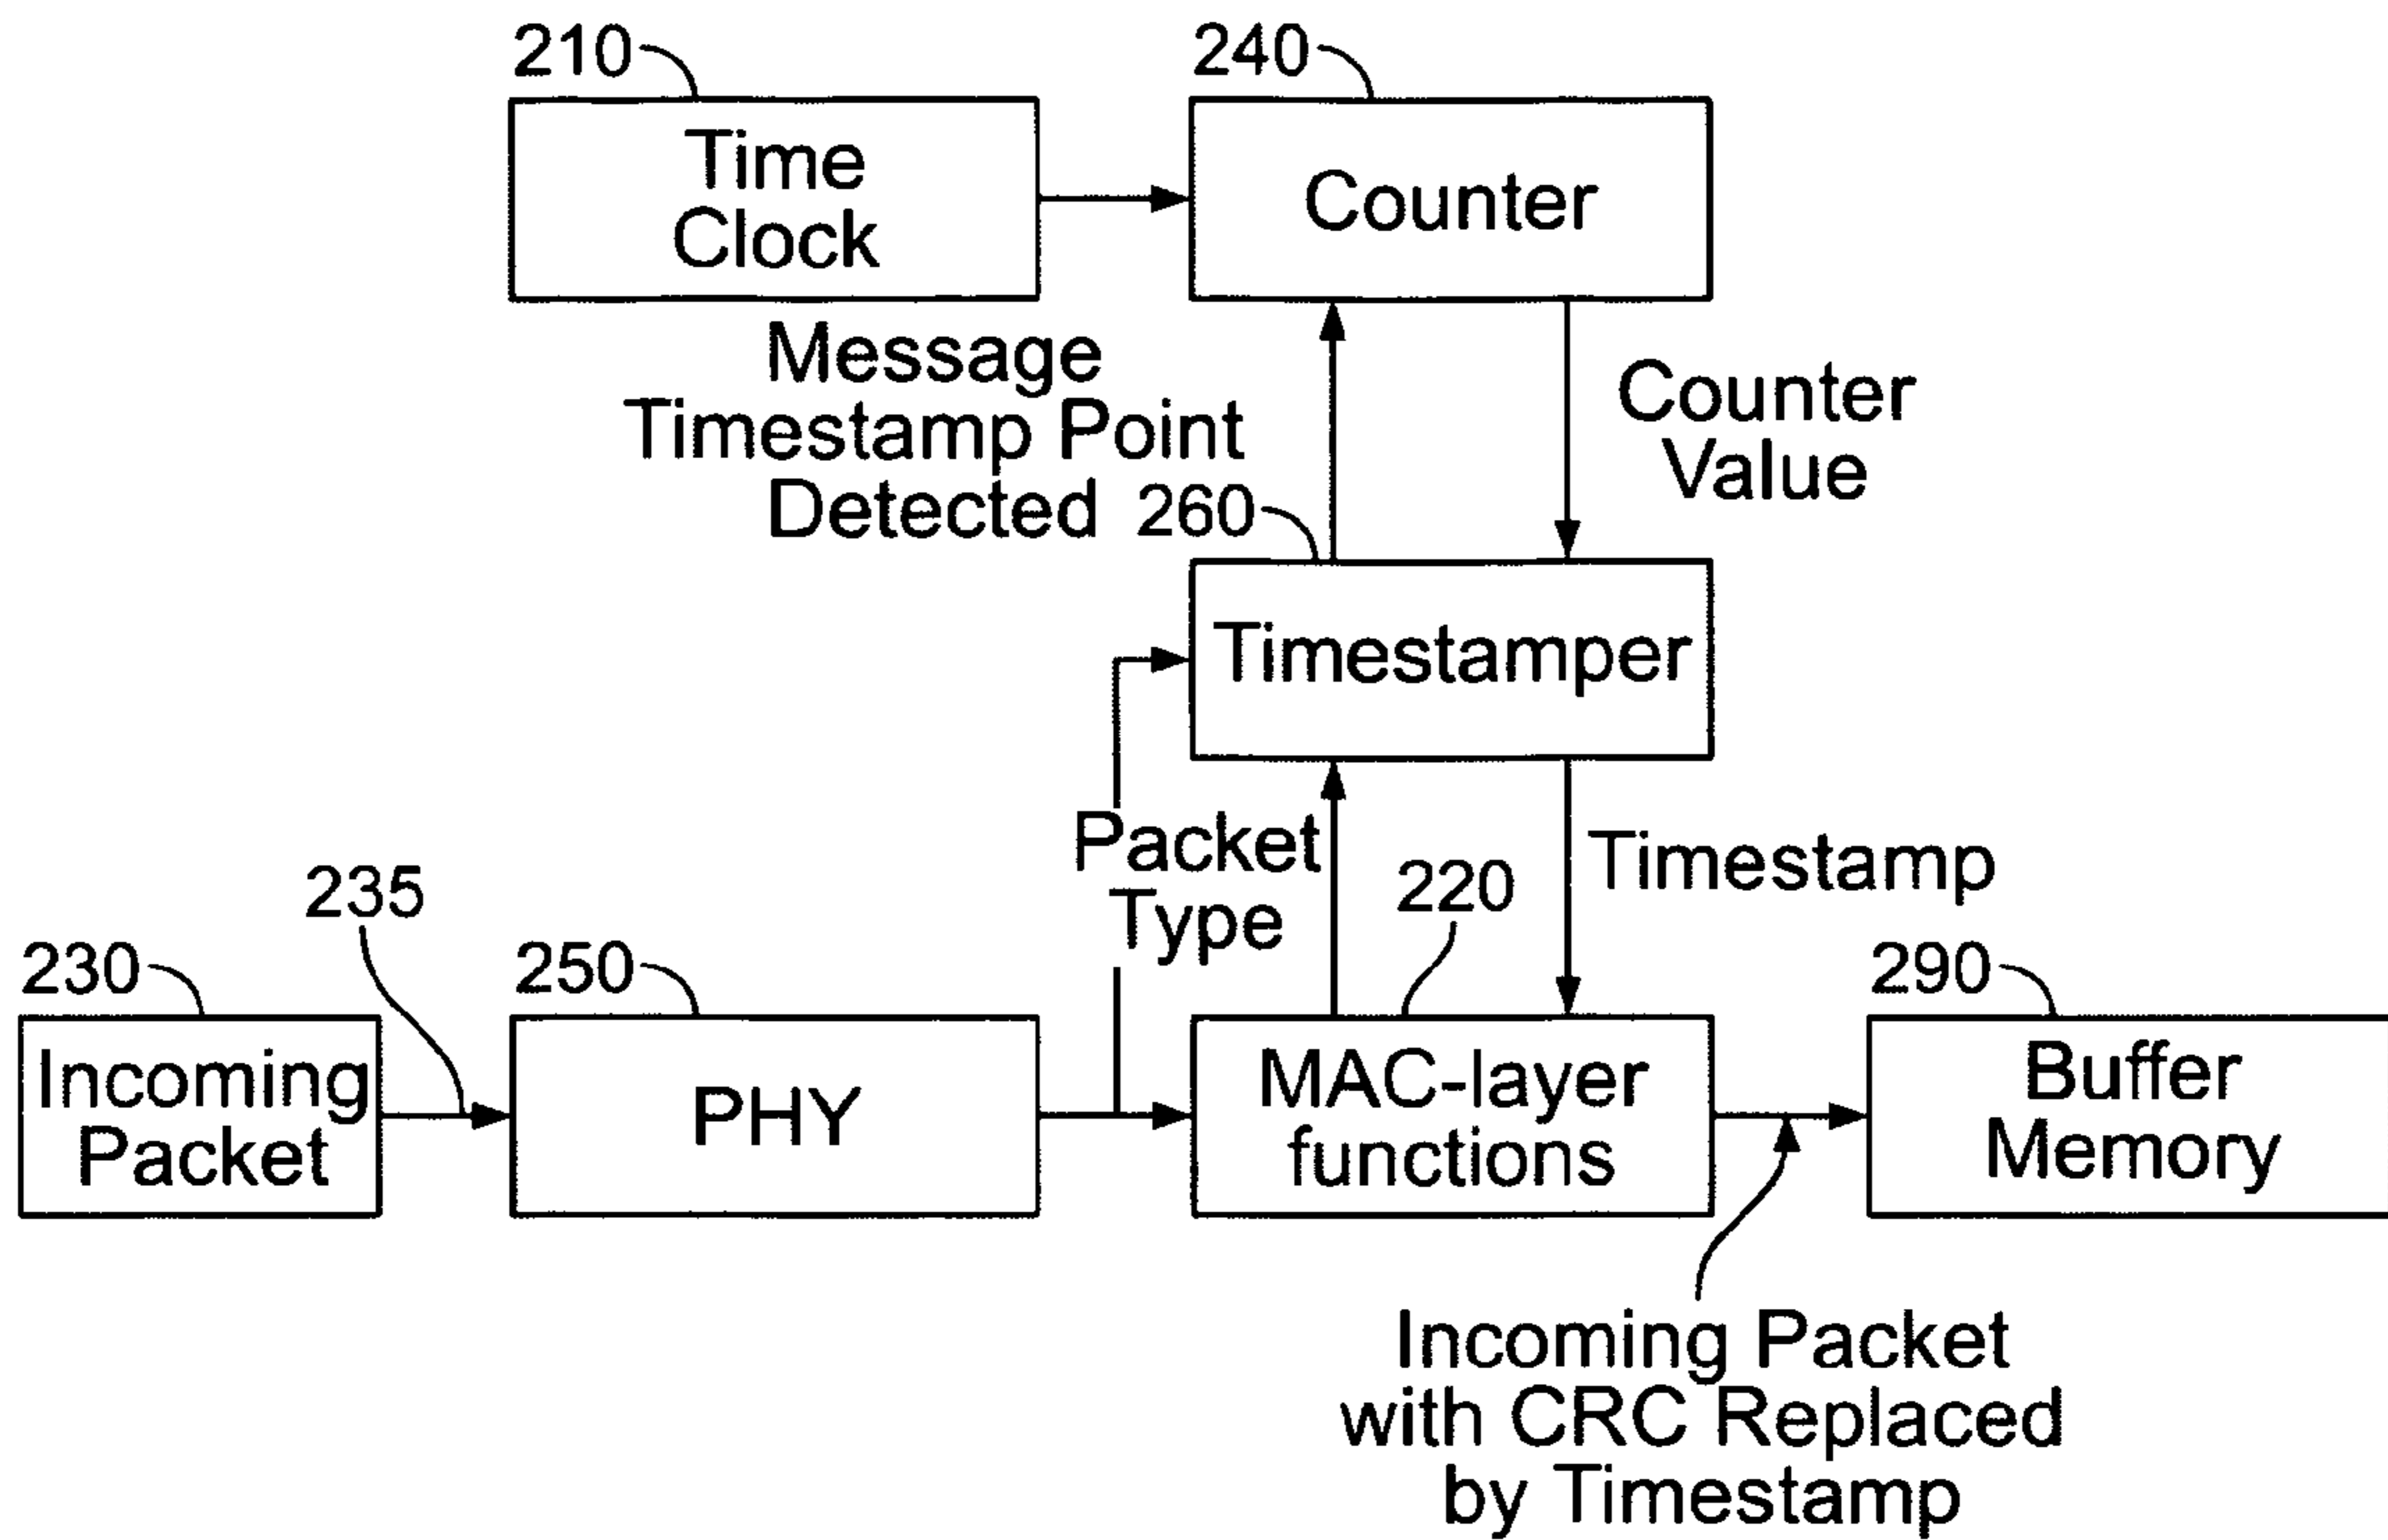 210
240
Time
Clock
Counter
Message
Timestamp Point
Detected
260
Counter
Value
Timestamper
Packet
Type
220
Timestamp
235
230
250
290
Incoming
Packet
PHY
MAC-layer
functions
Buffer
Memory
Incoming Packet
with CRC Replaced
by Timestamp